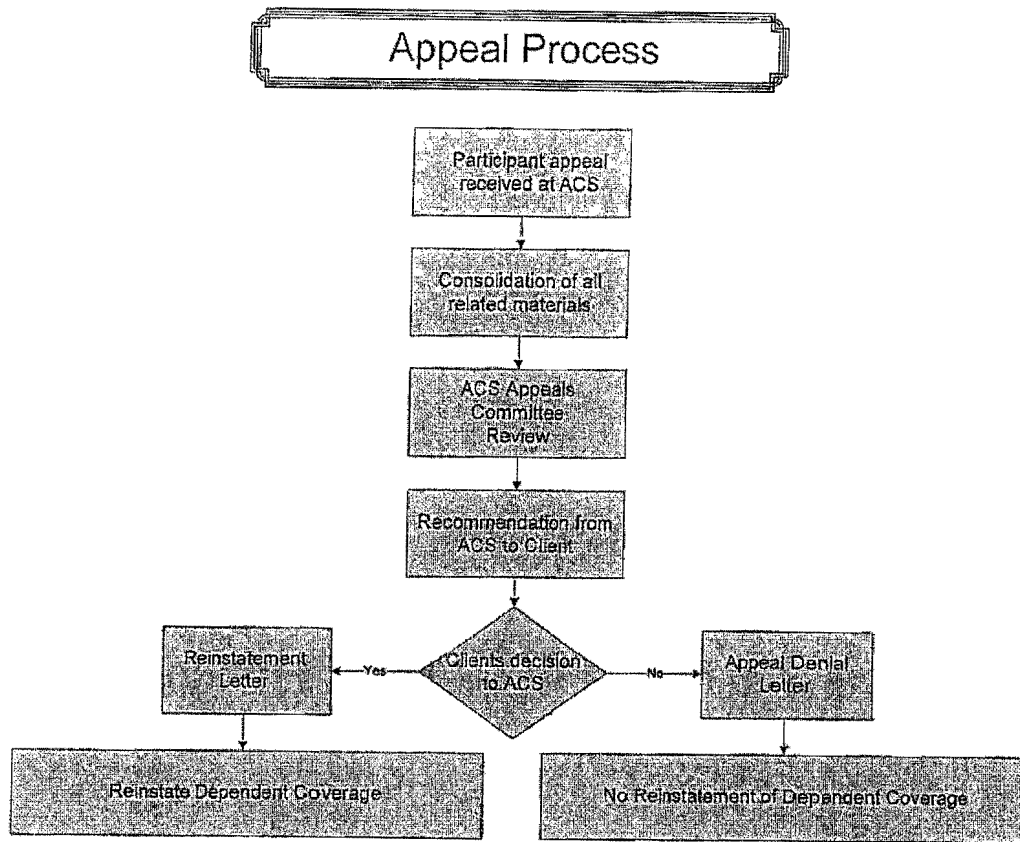 Appeal Process
Participant appeal
received at ACS
Consolidation of all
related materials
ACS Appeals
Committee
Review
Recommendation from
ACS to Client
Clients decision
to ACS
Yes
No
Reinstatement
Letter
Appeal Denial
Letter
Reinstate Dependent Coverage
No Reinstatement of Dependent Coverage